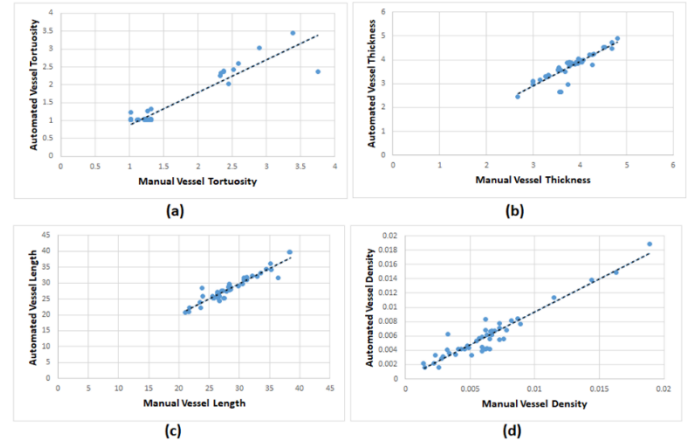 Automated Vessel Tortuosity
4
3.5
3
2.5
2
1.5
1
0.5
0
0 0.5 1 1.5 2 2.5 3 3.5 4
Manual Vessel Tortuosity
(a)
Automated Vessel Thickness
6
5
4
3
2
1
0
0 1 2 3 4 5 6
Manual Vessel Thickness
(b)
Automated Vessel Length
45
40
35
30
25
20
15
10
5
0
0 5 10 15 20 25 30 35 40 45
Manual Vessel Length
(c)
Automated Vessel Density
0.02
0.018
0.016
0.014
0.012
0.01
0.008
0.006
0.004
0.002
0
0 0.005 0.01 0.015 0.02
Manual Vessel Density
(d)